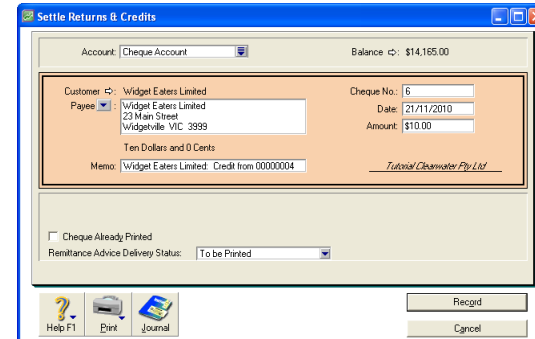 Settle Returns & Credits
Account: Cheque Account Balance ⇨: $14,165.00
Customer ⇨: Widget Eaters Limited Cheque No.: 6
Payee : Widget Eaters Limited Date: 21/11/2010
23 Main Street Amount: $10.00
Widgetville VIC 3999
Ten Dollars and 0 Cents
Memo: Widget Eaters Limited: Credit from 00000004 Tutorial Clearwater Pty Ltd
Cheque Already Printed
Remittance Advice Delivery Status: To be Printed
Help F1 Print Journal Record
Cancel